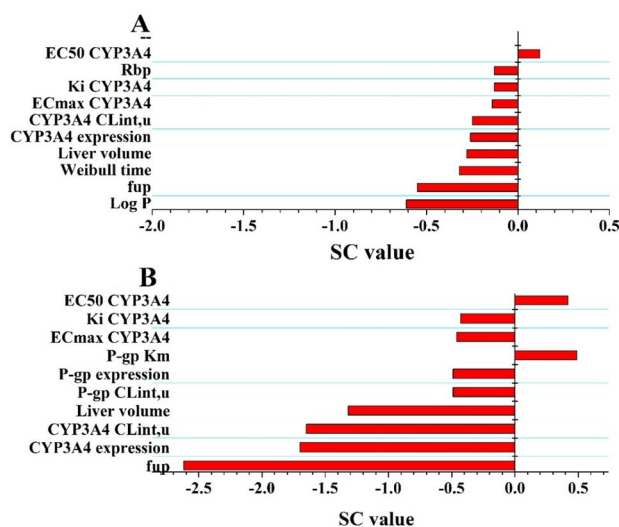 A
--
EC50 CYP3A4
Rbp
Ki CYP3A4
ECmax CYP3A4
CYP3A4 CLint,u
CYP3A4 expression
Liver volume
Weibull time
fup
Log P
-2.0 -1.5 -1.0 -0.5 0.0 0.5
SC value
B
EC50 CYP3A4
Ki CYP3A4
ECmax CYP3A4
P-gp Km
P-gp expression
P-gp CLint,u
Liver volume
CYP3A4 CLint,u
CYP3A4 expression
fup
-2.5 -2.0 -1.5 -1.0 -0.5 0.0 0.5
SC value